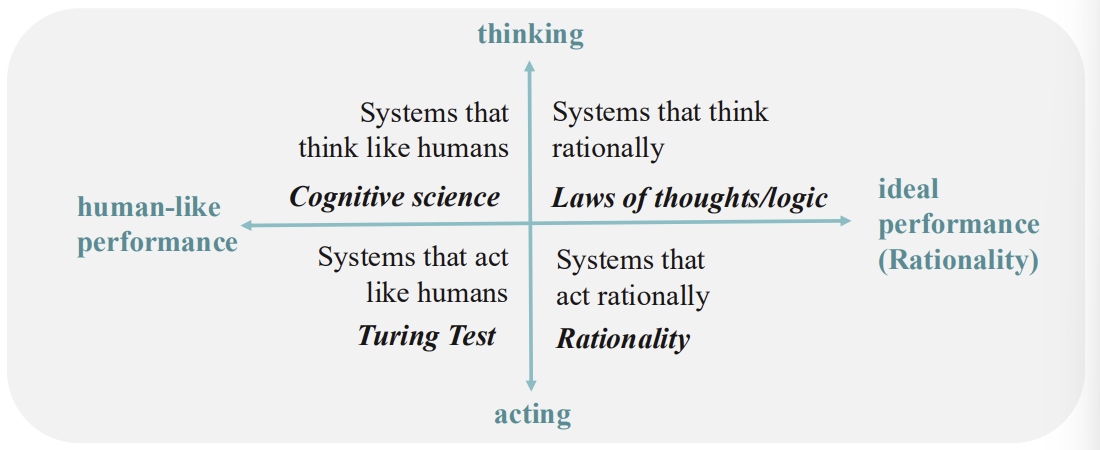 thinking
Systems that
think like humans
Cognitive science
Systems that think
rationally
Laws of thoughts/logic
human-like
performance
ideal
performance
(Rationality)
Systems that act
like humans
Turing Test
Systems that
act rationally
Rationality
acting